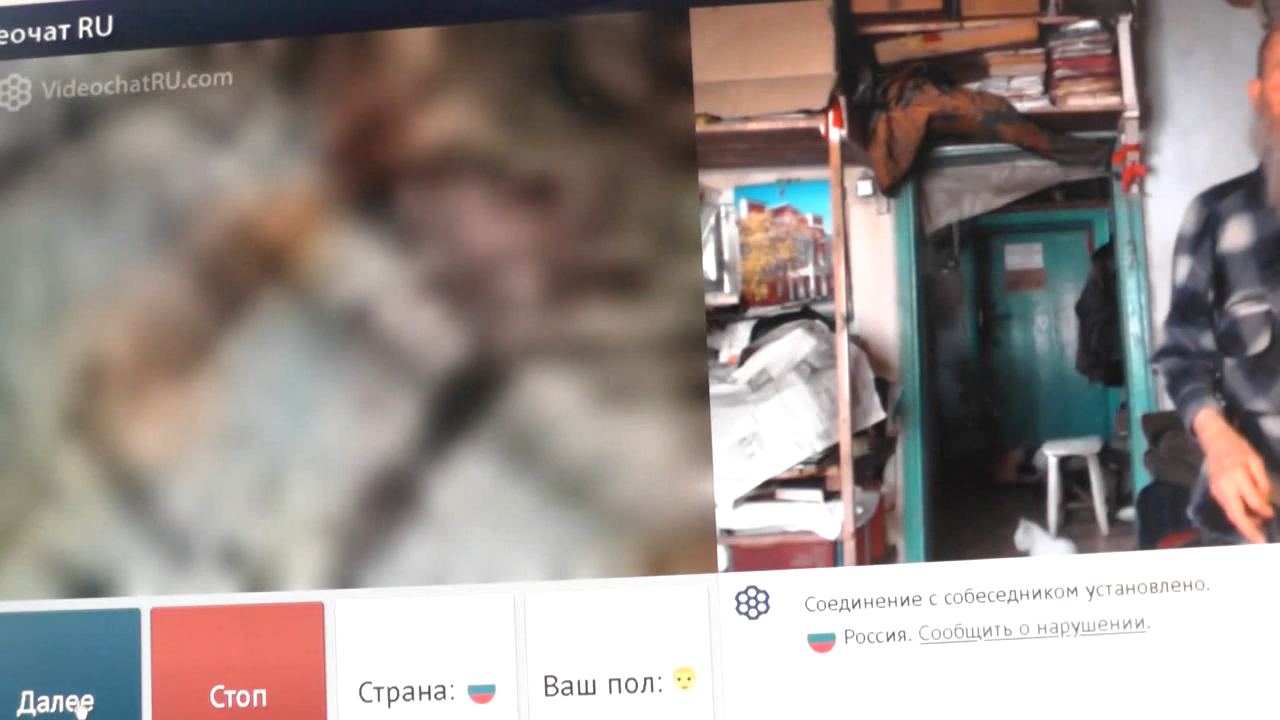 еочат RU
VideochatRU.com
Соединение с собеседником установлено.
Россия. Сообщить о нарушении.
Далее
Стоп
Страна:
Ваш пол: